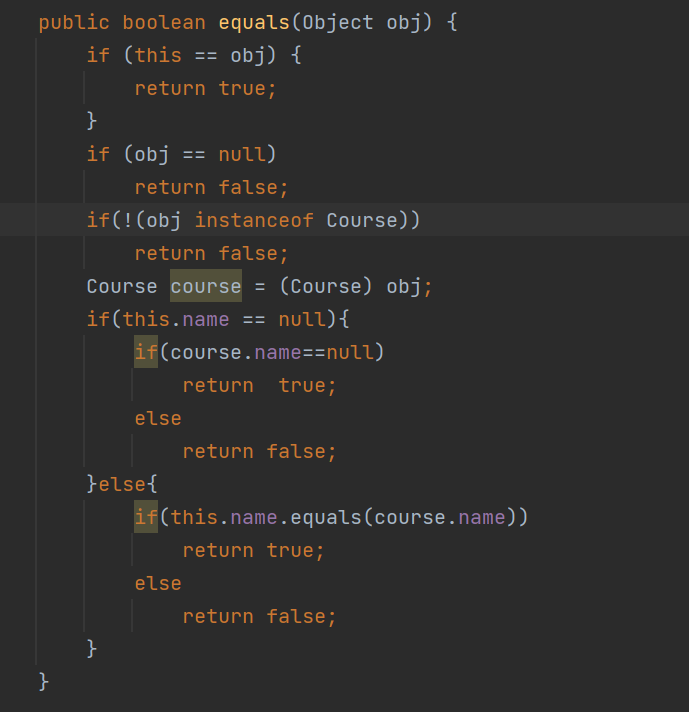 public boolean equals(Object obj) {
    if (this == obj) {
        return true;
    }
    if (obj == null)
        return false;
    if(!(obj instanceof Course))
        return false;
    Course course = (Course) obj;
    if(this.name == null){
        if(course.name==null)
            return  true;
        else
            return false;
    }else{
        if(this.name.equals(course.name))
            return true;
        else
            return false;
    }
}